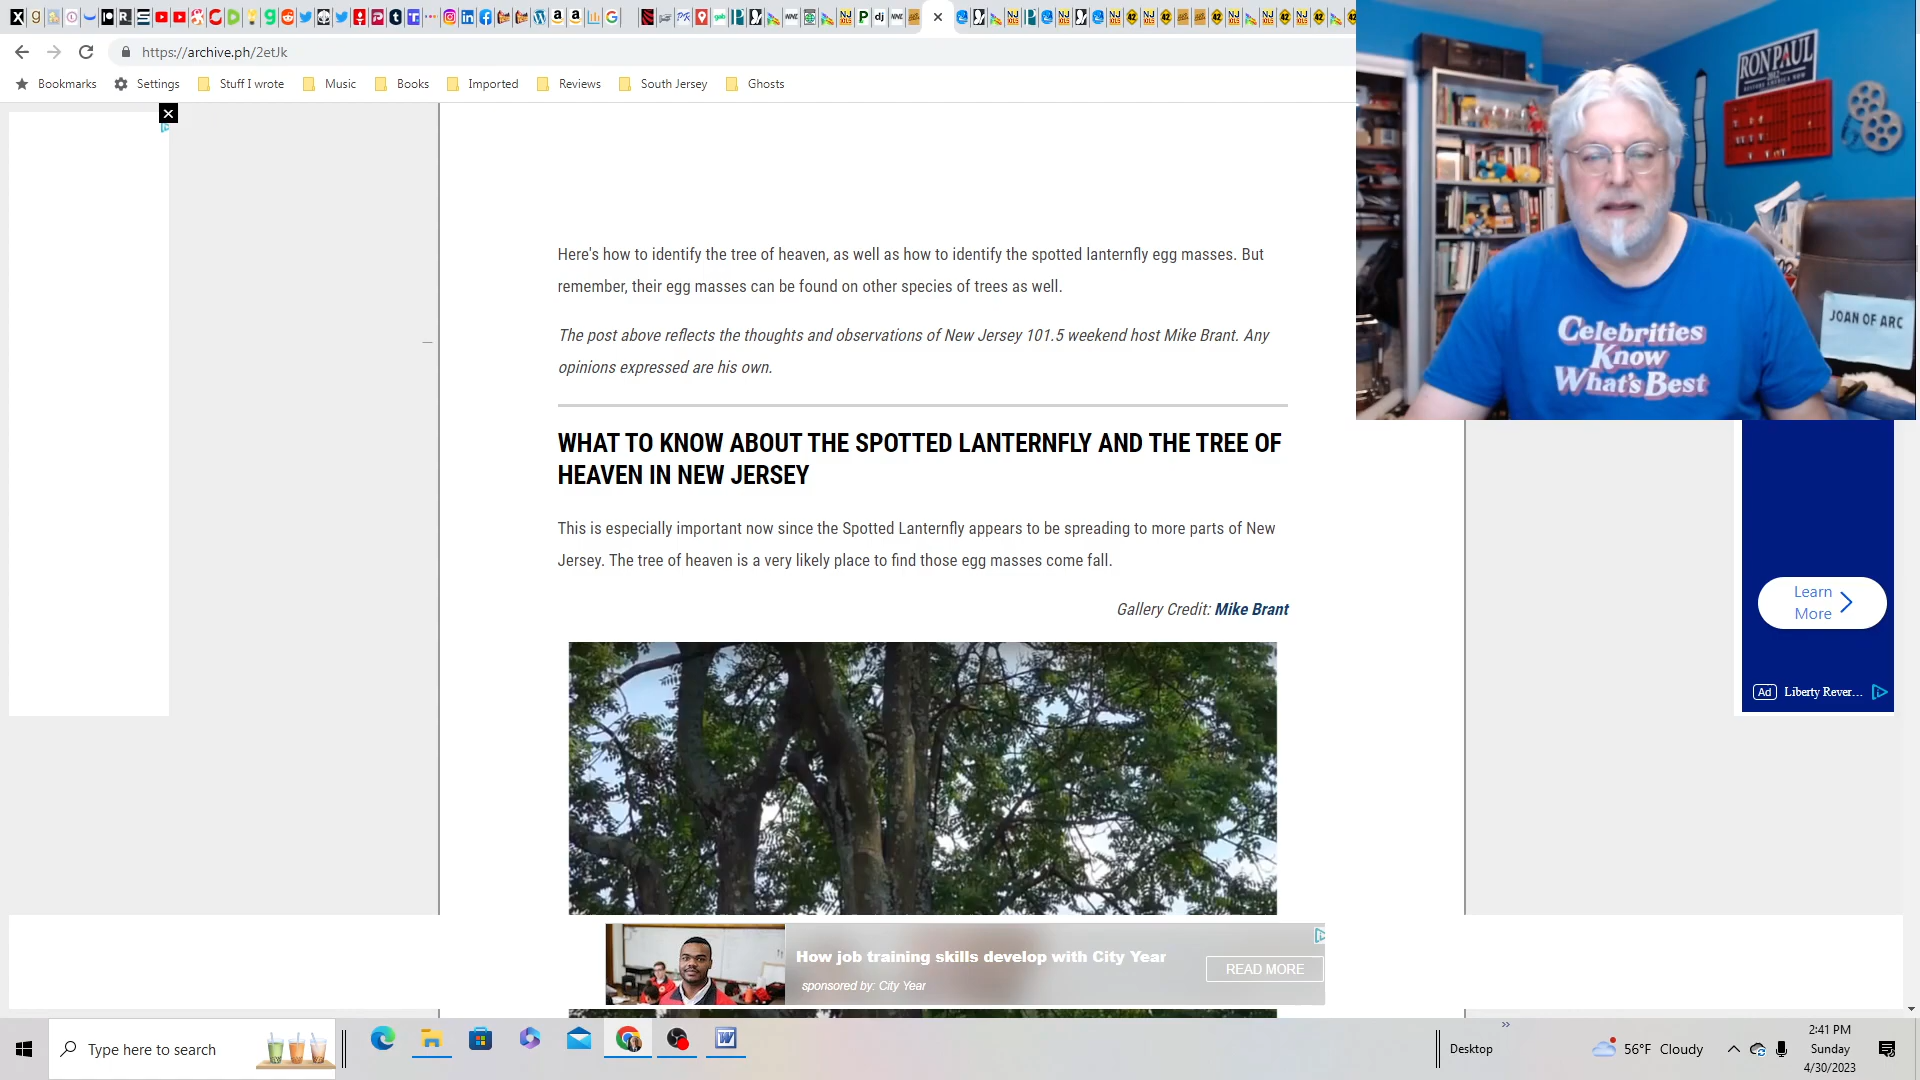 https://archive.ph/2etJk
Bookmarks
Settings
Stuff I wrote
Music
Books
Imported
Reviews
South Jersey
Ghosts
RON PAUL
JOAN OF ARC
Celebrities
Know
What's Best
Here's how to identify the tree of heaven, as well as how to identify the spotted lanternfly egg masses. But
remember, their egg masses can be found on other species of trees as well.
The post above reflects the thoughts and observations of New Jersey 101.5 weekend host Mike Brant. Any
opinions expressed are his own.
WHAT TO KNOW ABOUT THE SPOTTED LANTERNFLY AND THE TREE OF
HEAVEN IN NEW JERSEY
This is especially important now since the Spotted Lanternfly appears to be spreading to more parts of New
Jersey. The tree of heaven is a very likely place to find those egg masses come fall.
Gallery Credit: Mike Brant
Learn
More
Ad Liberty Rever...
How job training skills develop with City Year
sponsored by: City Year
READ MORE
Type here to search
Desktop
56°F Cloudy
2:41 PM
Sunday
4/30/2023